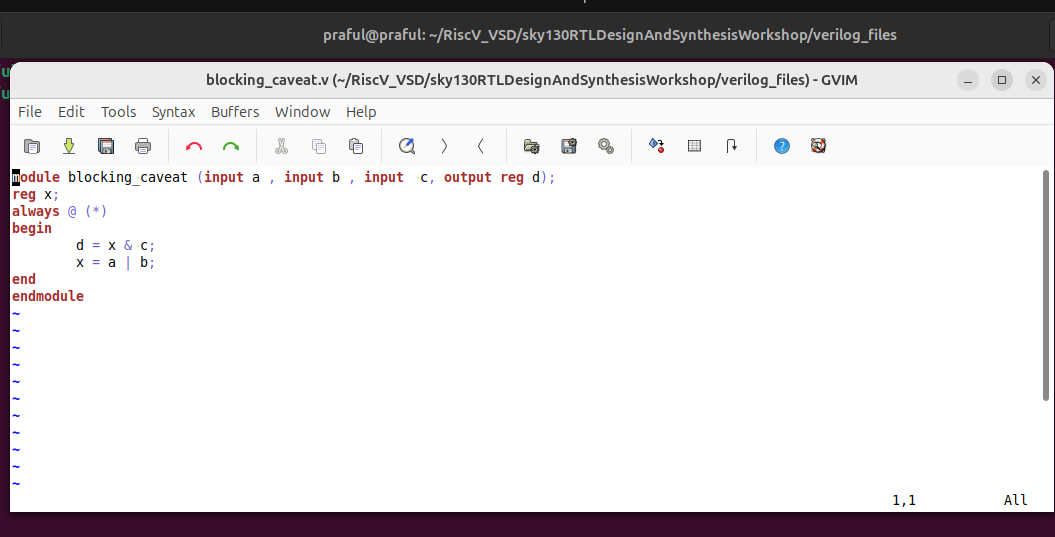 praful@praful: ~/RiscV_VSD/sky130RTLDesignAndSynthesisWorkshop/verilog_files
blocking_caveat.v (~/RiscV_VSD/sky130RTLDesignAndSynthesisWorkshop/verilog_files) - GVIM
File Edit Tools Syntax Buffers Window Help
module blocking_caveat (input a , input b , input  c, output reg d);
reg x;
always @ (*)
begin
        d = x & c;
        x = a | b;
end
endmodule
~
~
~
~
~
~
~
~
~
~
1,1 All